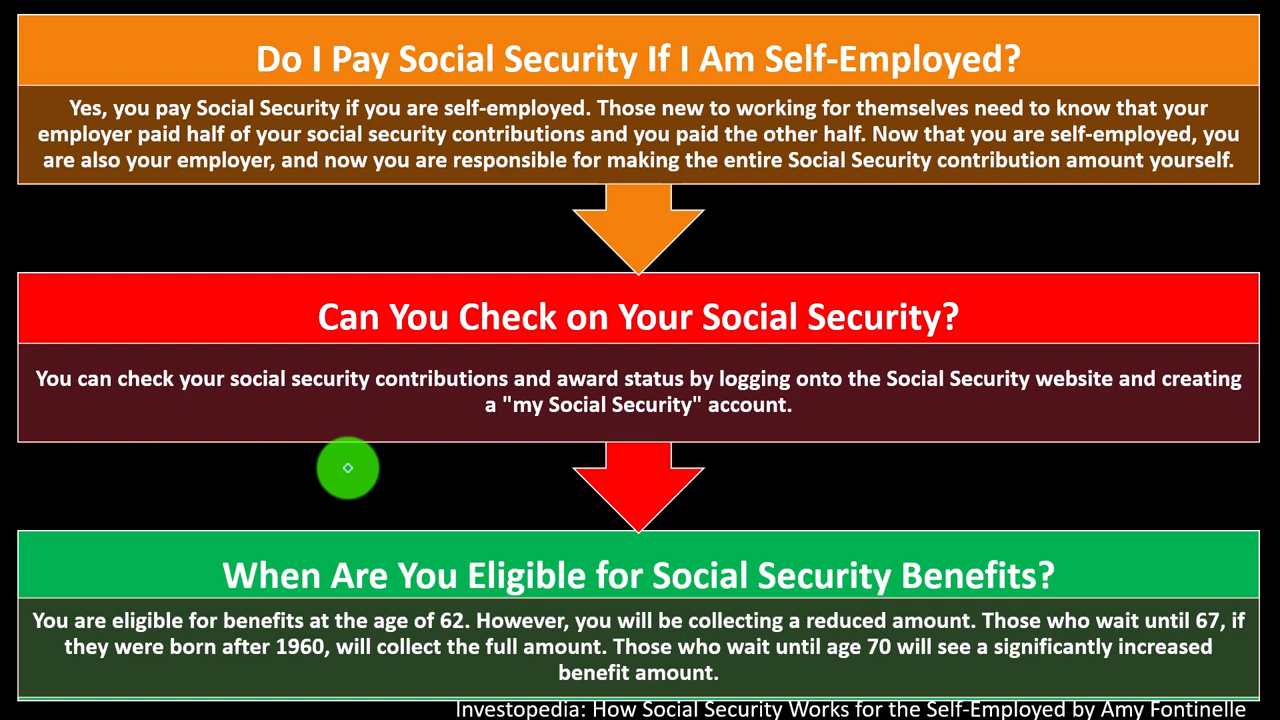 Do I Pay Social Security If I Am Self-Employed?
Yes, you pay Social Security if you are self-employed. Those new to working for themselves need to know that your
employer paid half of your social security contributions and you paid the other half. Now that you are self-employed, you
are also your employer, and now you are responsible for making the entire Social Security contribution amount yourself.
Can You Check on Your Social Security?
You can check your social security contributions and award status by logging onto the Social Security website and creating
a "my Social Security" account.
When Are You Eligible for Social Security Benefits?
You are eligible for benefits at the age of 62. However, you will be collecting a reduced amount. Those who wait until 67, if
they were born after 1960, will collect the full amount. Those who wait until age 70 will see a significantly increased
benefit amount.
Investopedia: How Social Security Works for the Self-Employed by Amy Fontinelle